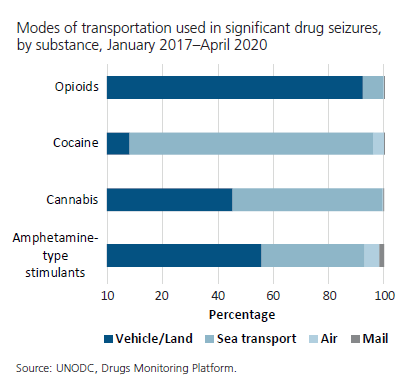 Modes of transportation used in significant drug seizures,
by substance, January 2017–April 2020
Opioids
Cocaine
Cannabis
Amphetamine-
type
stimulants
10 20 40 60 80 100
Percentage
Vehicle/Land Sea transport Air Mail
Source: UNODC, Drugs Monitoring Platform.